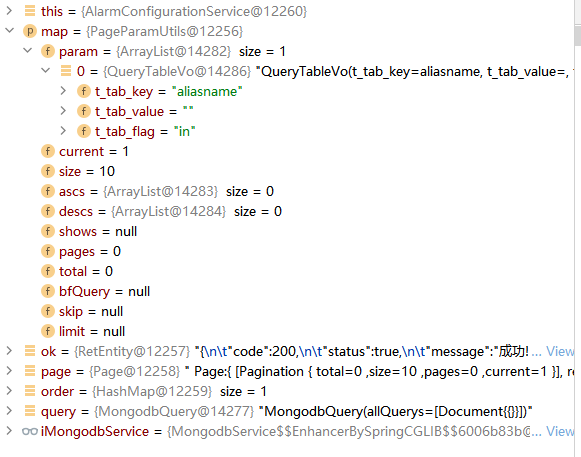 this = {AlarmConfigurationService@12260}
p map = {PageParamUtils@12256}
f param = {ArrayList@14282} size = 1
0 = {QueryTableVo@14286} "QueryTableVo(t_tab_key=aliasname, t_tab_value=,
f t_tab_key = "aliasname"
f t_tab_value = ""
f t_tab_flag = "in"
f current = 1
f size = 10
f ascs = {ArrayList@14283} size = 0
f descs = {ArrayList@14284} size = 0
f shows = null
f pages = 0
f total = 0
f bfQuery = null
f skip = null
f limit = null
ok = {RetEntity@12257} "{\n\t"code":200,\n\t"status":true,\n\t"message":"成功!... View
page = {Page@12258} " Page:{ [Pagination { total=0 ,size=10 ,pages=0 ,current=1 }], re
order = {HashMap@12259} size = 1
query = {MongodbQuery@14277} "MongodbQuery(allQuerys=[Document{{}}])"
iMongodbService = {MongodbService$$EnhancerBySpringCGLIB$$6006b83b@... View